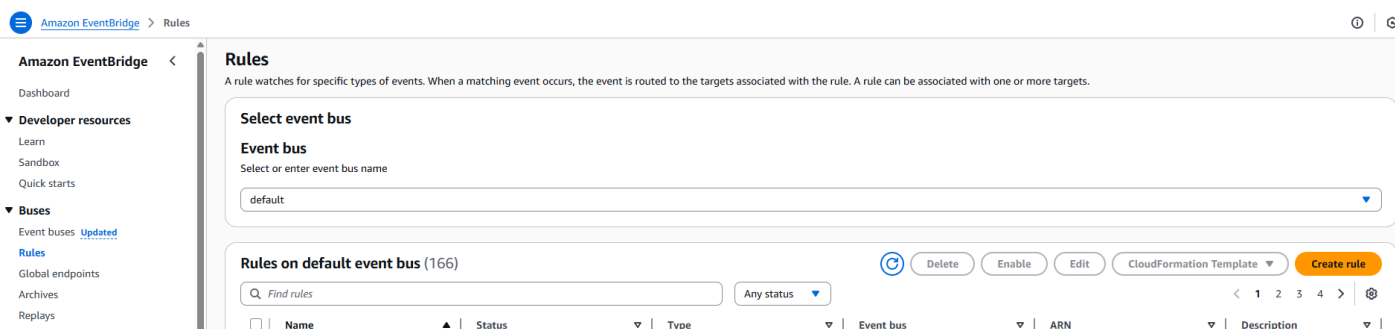 Amazon EventBridge > Rules
Amazon EventBridge
Dashboard
Developer resources
Learn
Sandbox
Quick starts
Buses
Event buses Updated
Rules
Global endpoints
Archives
Replays
Rules
A rule watches for specific types of events. When a matching event occurs, the event is routed to the targets associated with the rule. A rule can be associated with one or more targets.
Select event bus
Event bus
Select or enter event bus name
default
Rules on default event bus (166)
Delete
Enable
Edit
CloudFormation Template
Create rule
Find rules
Any status
1 2 3 4
Name Status Type Event bus ARN Description